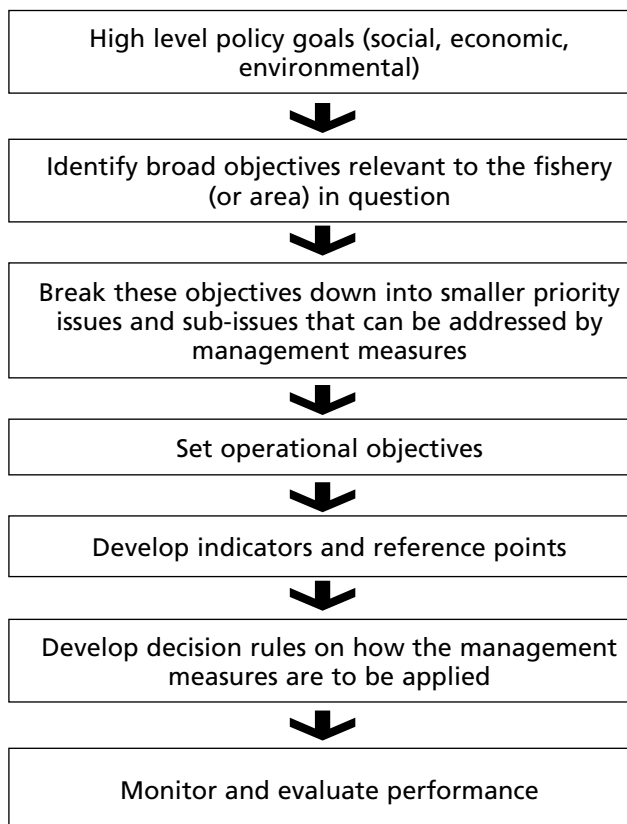 High level policy goals (social, economic,
environmental)
Identify broad objectives relevant to the fishery
(or area) in question
Break these objectives down into smaller priority
issues and sub-issues that can be addressed by
management measures
Set operational objectives
Develop indicators and reference points
Develop decision rules on how the management
measures are to be applied
Monitor and evaluate performance